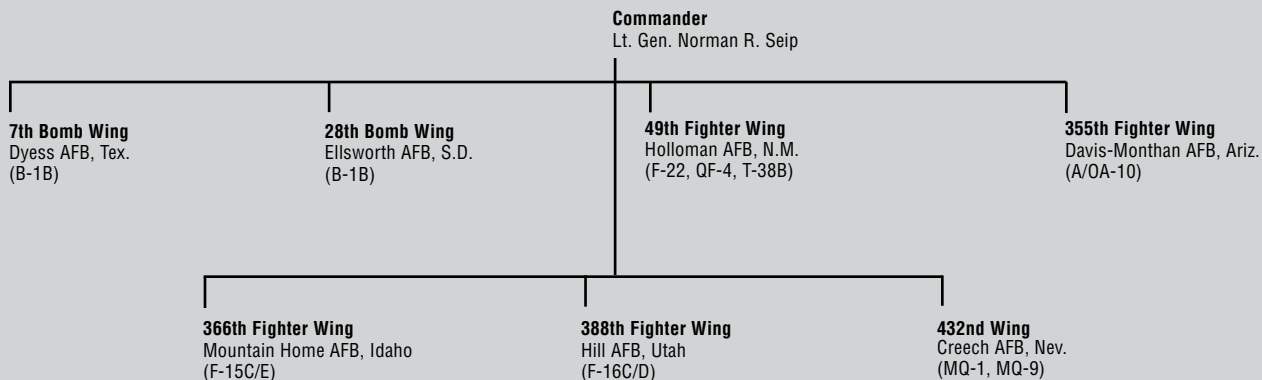 Commander
Lt. Gen. Norman R. Seip
7th Bomb Wing
Dyess AFB, Tex.
(B-1B)
28th Bomb Wing
Ellsworth AFB, S.D.
(B-1B)
49th Fighter Wing
Holloman AFB, N.M.
(F-22, QF-4, T-38B)
355th Fighter Wing
Davis-Monthan AFB, Ariz.
(A/OA-10)
366th Fighter Wing
Mountain Home AFB, Idaho
(F-15C/E)
388th Fighter Wing
Hill AFB, Utah
(F-16C/D)
432nd Wing
Creech AFB, Nev.
(MQ-1, MQ-9)